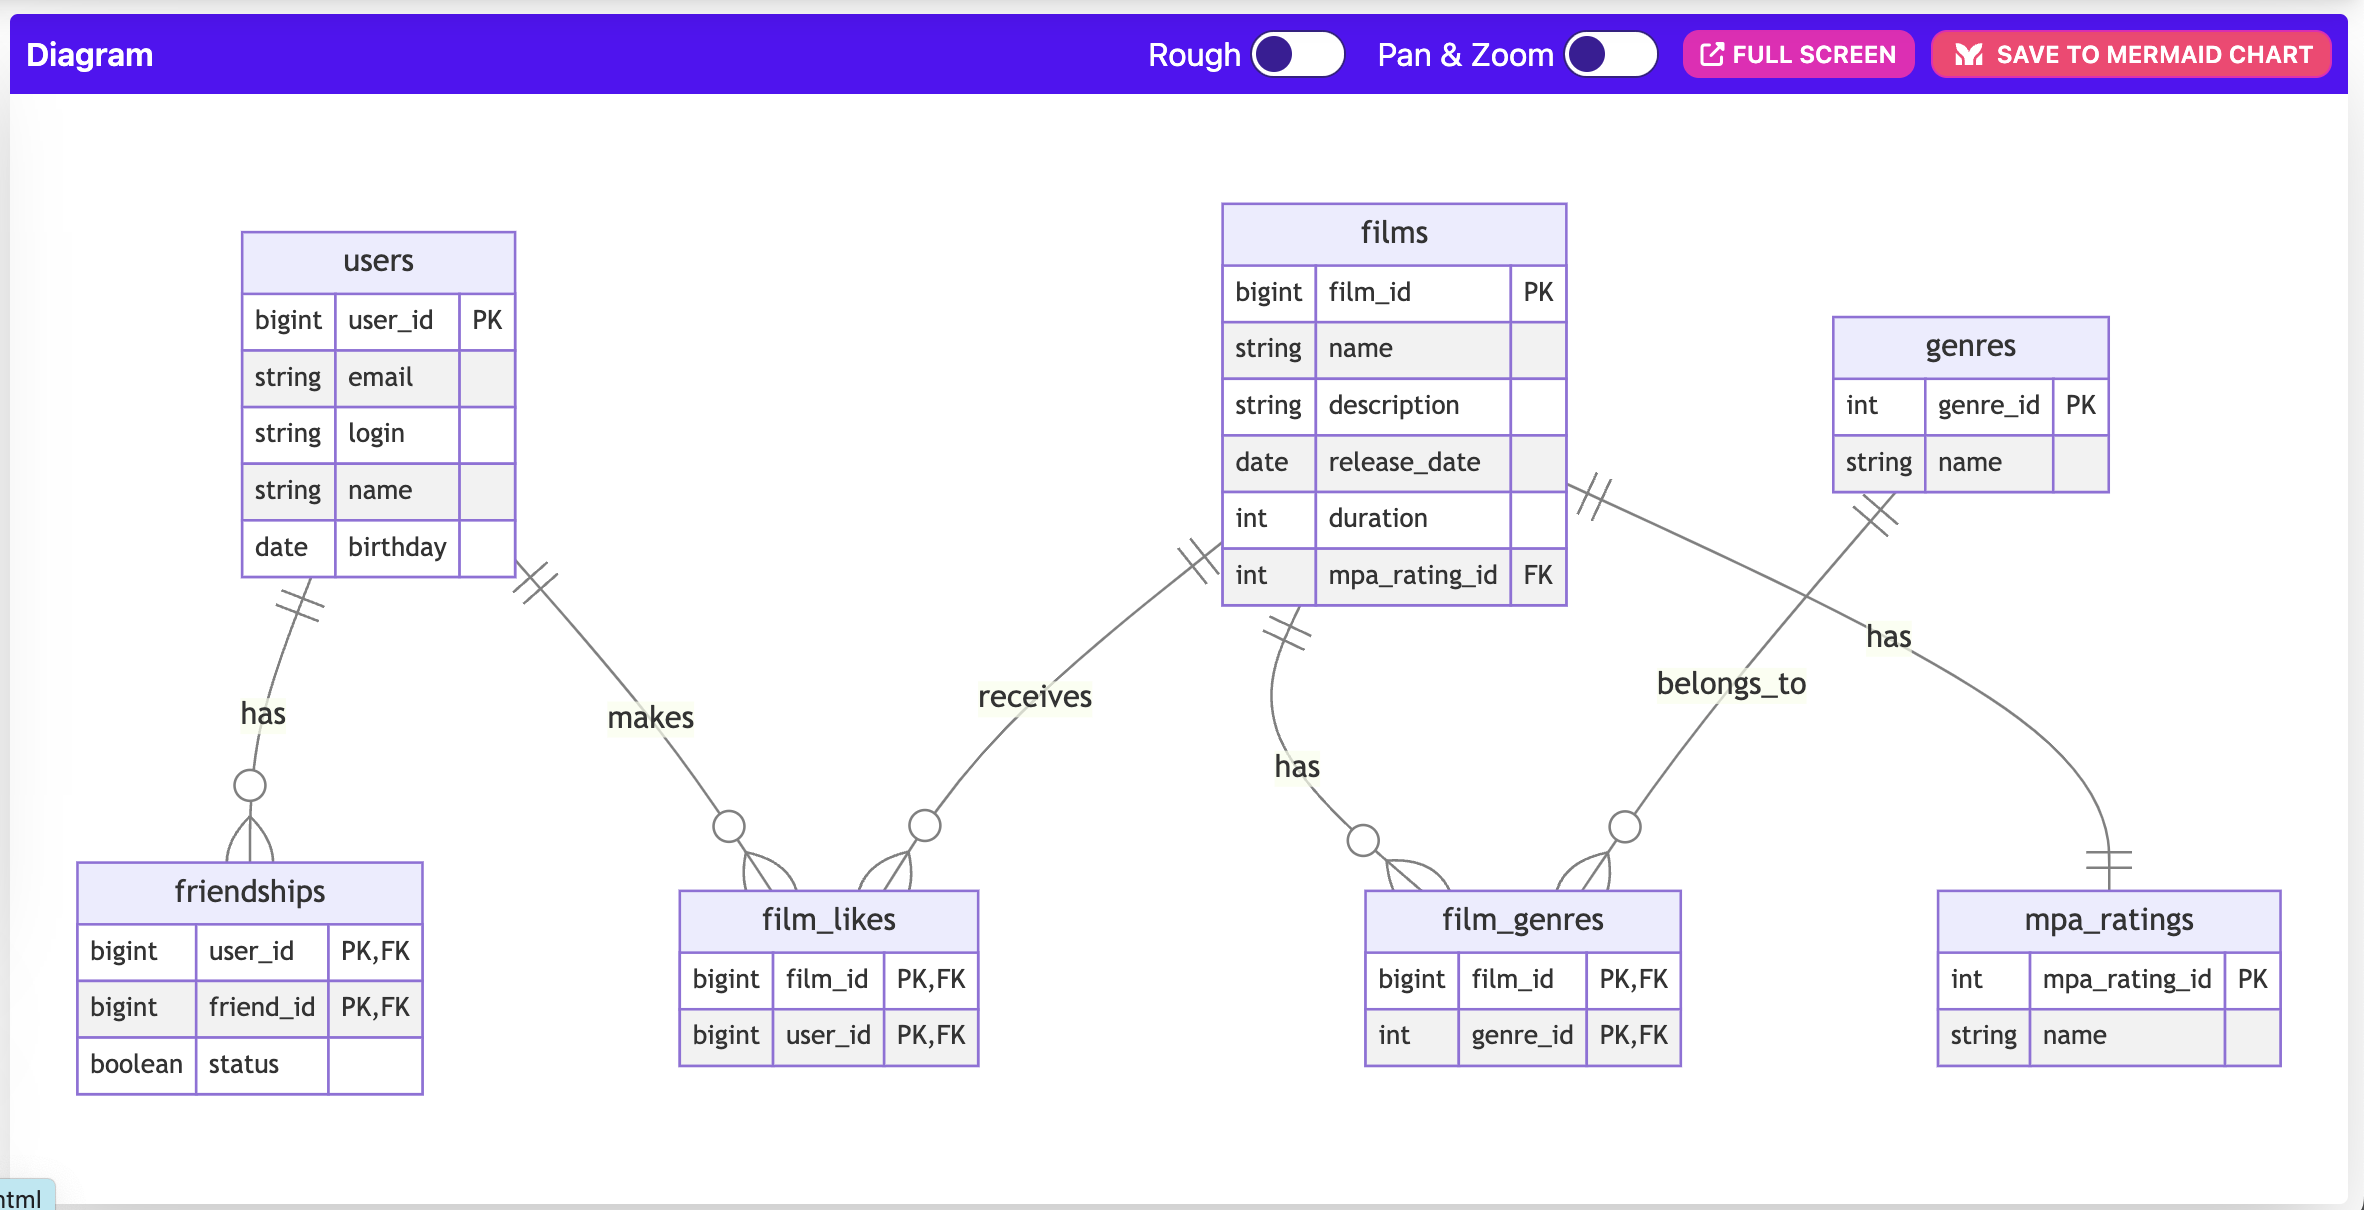 Diagram
Rough
Pan & Zoom
FULL SCREEN
SAVE TO MERMAID CHART
users
bigint user_id PK
string email
string login
string name
date birthday
films
bigint film_id PK
string name
string description
date release_date
int duration
int mpa_rating_id FK
genres
int genre_id PK
string name
has
makes
receives
has
belongs_to
has
friendships
bigint user_id PK,FK
bigint friend_id PK,FK
boolean status
film_likes
bigint film_id PK,FK
bigint user_id PK,FK
film_genres
bigint film_id PK,FK
int genre_id PK,FK
mpa_ratings
int mpa_rating_id PK
string name